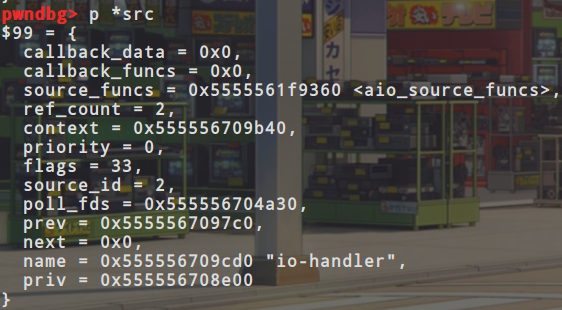 pwndbg> p *src
$99 = {
callback_data = 0x0,
callback_funcs = 0x0,
source_funcs = 0x5555561f9360 <aio_source_funcs>,
ref_count = 2,
context = 0x555556709b40,
priority = 0,
flags = 33,
source_id = 2,
poll_fds = 0x555556704a30,
prev = 0x5555567097c0,
next = 0x0,
name = 0x555556709cd0 "io-handler",
priv = 0x555556708e00
}